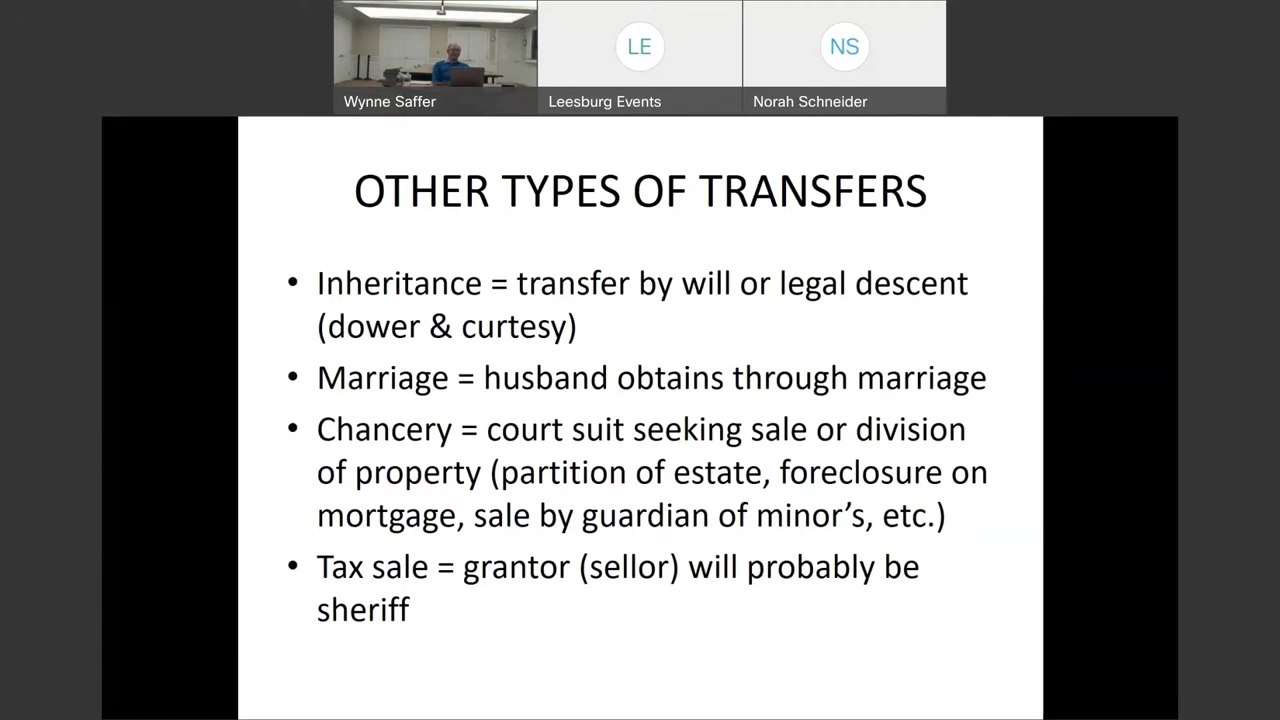 LE
NS
Wynne Saffer
Leesburg Events
Norah Schneider
OTHER TYPES OF TRANSFERS
• Inheritance = transfer by will or legal descent
(dower & curtesy)
• Marriage = husband obtains through marriage
• Chancery = court suit seeking sale or division
of property (partition of estate, foreclosure on
mortgage, sale by guardian of minor’s, etc.)
• Tax sale = grantor (sellor) will probably be
sheriff